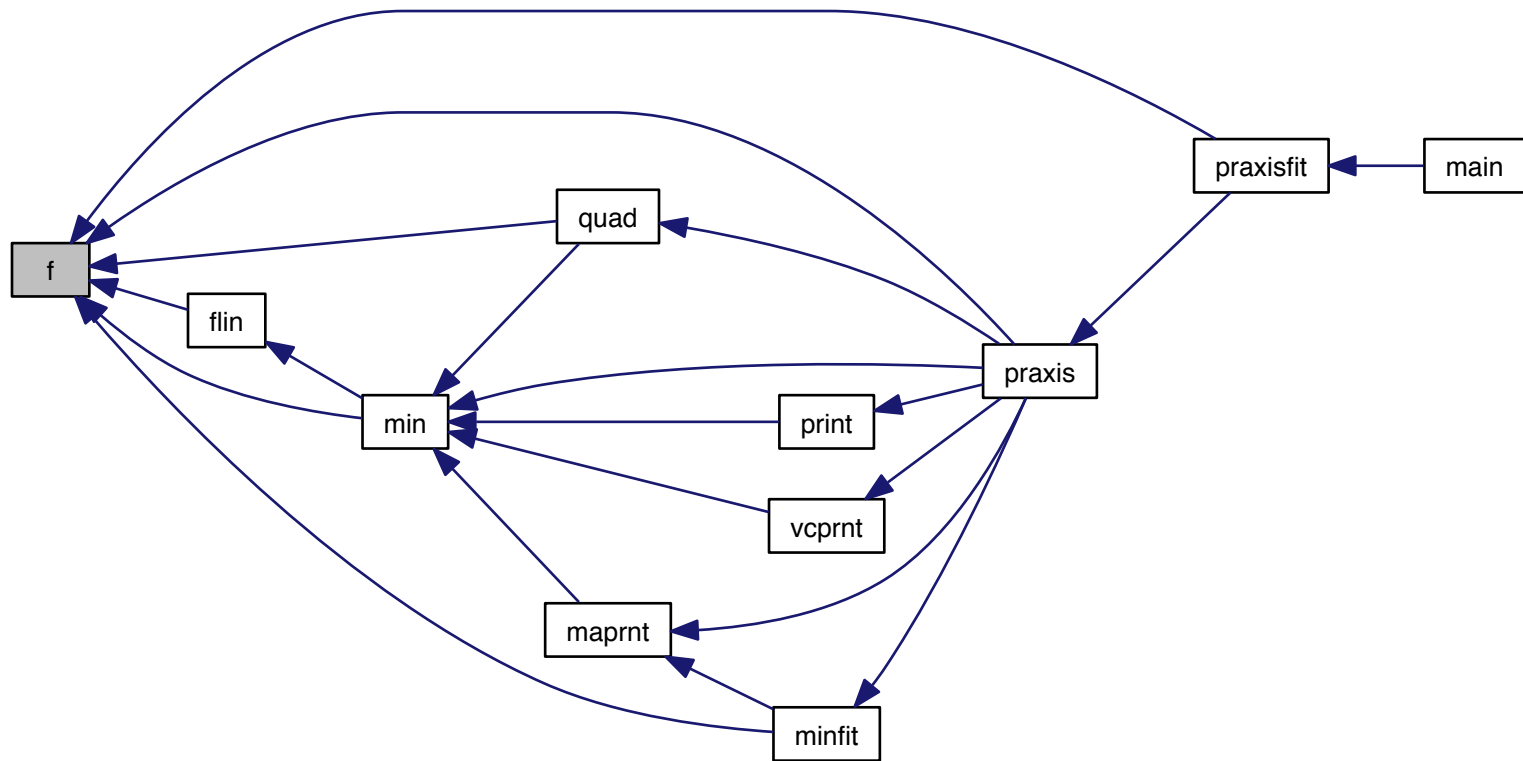 praxisfit
main
quad
f
flin
praxis
min
print
vcprnt
maprnt
minfit